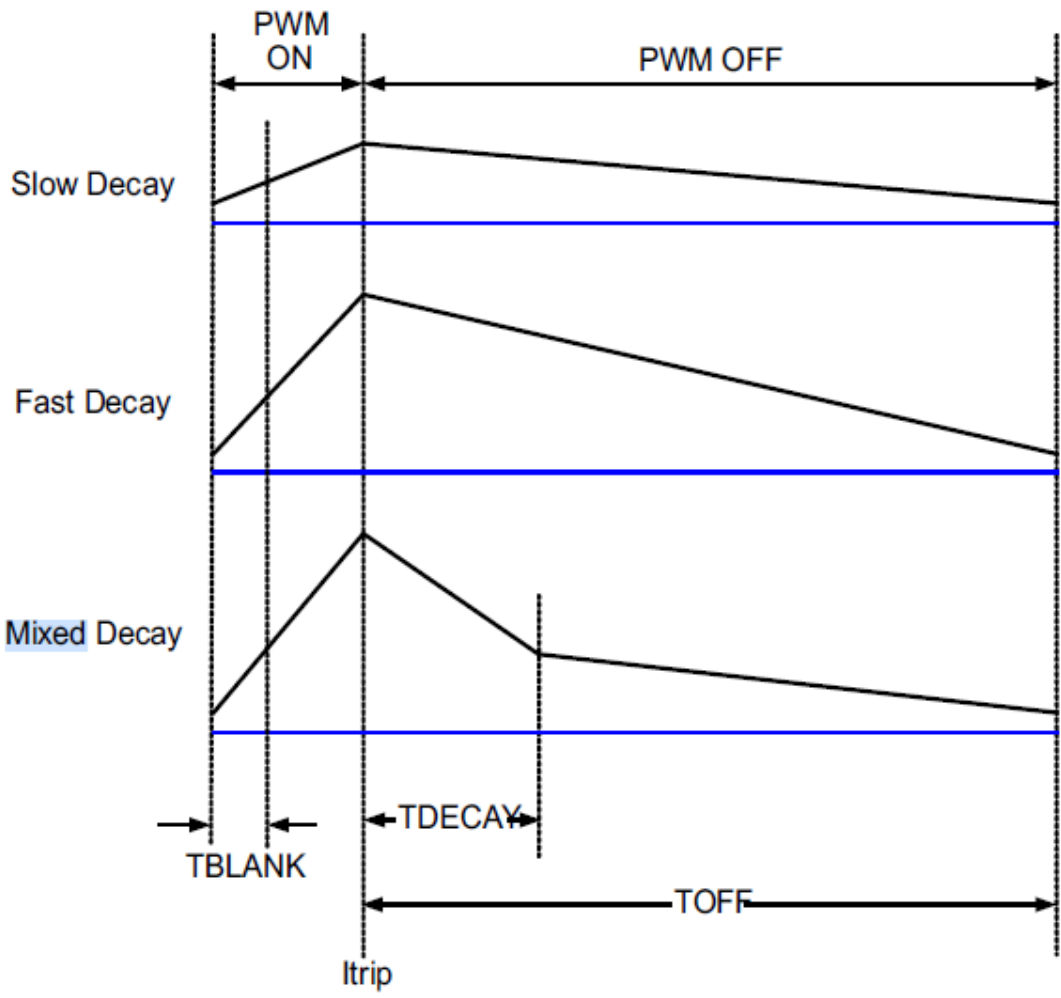 PWM
ON
PWM OFF
Slow Decay
Fast Decay
Mixed Decay
TDECAY
TBLANK
TOFF
Itrip